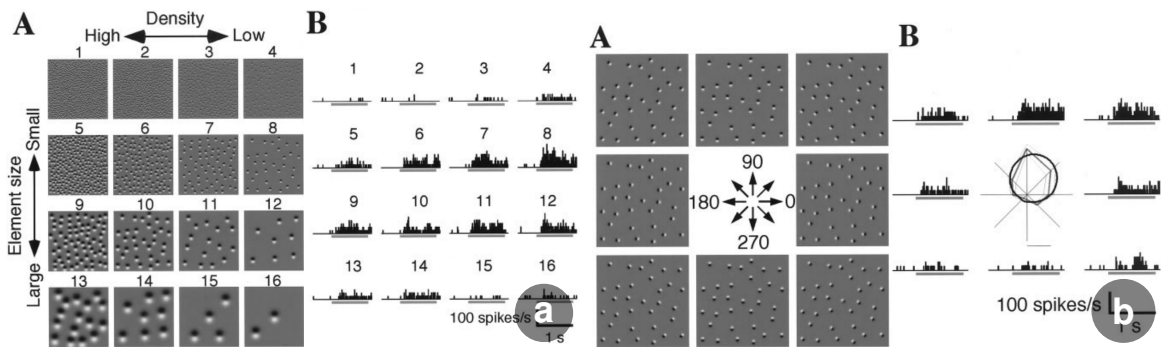 A
Density
High
Low
1 2 3 4
Small
5 6 7 8
Element size
9 10 11 12
Large
13 14 15 16
B
1 2 3 4
5 6 7 8
9 10 11 12
13 14 15 16
100 spikes/s
1 s
a
A
90
180 0
270
B
100 spikes/s
1 s
b